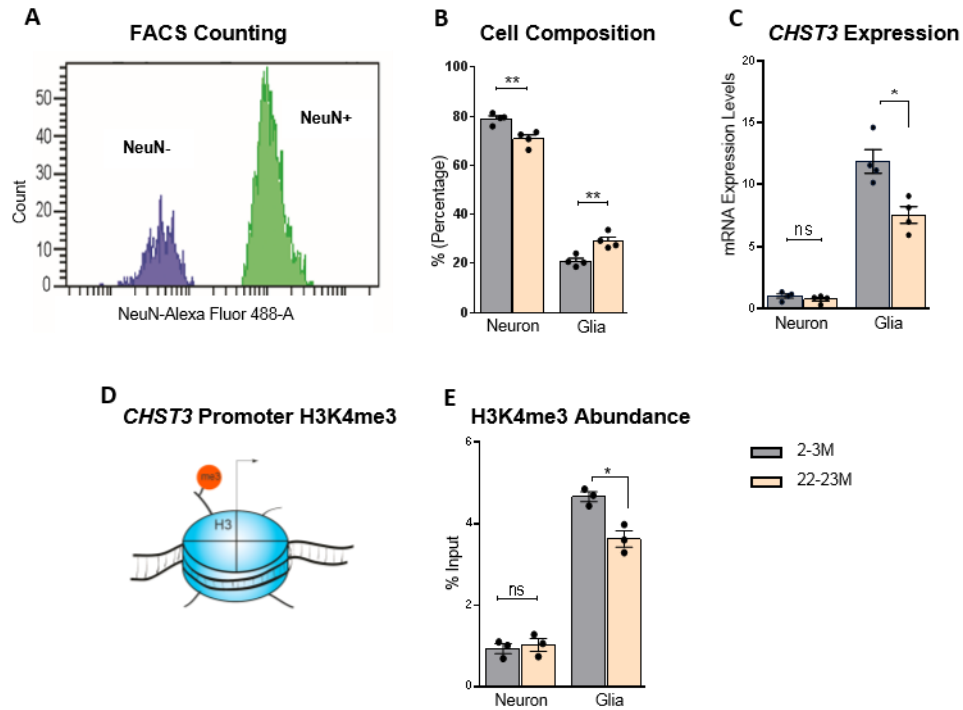 A
FACS Counting
50
40
30
20
10
0
Count
NeuN-
NeuN+
NeuN-Alexa Fluor 488-A
B
Cell Composition
100
80
60
40
20
0
% (Percentage)
**
**
Neuron
Glia
C
CHST3 Expression
20
15
10
5
0
mRNA Expression Levels
ns
*
Neuron
Glia
D
CHST3 Promoter H3K4me3
me3
H3
E
H3K4me3 Abundance
6
4
2
0
% Input
ns
*
Neuron
Glia
2-3M
22-23M